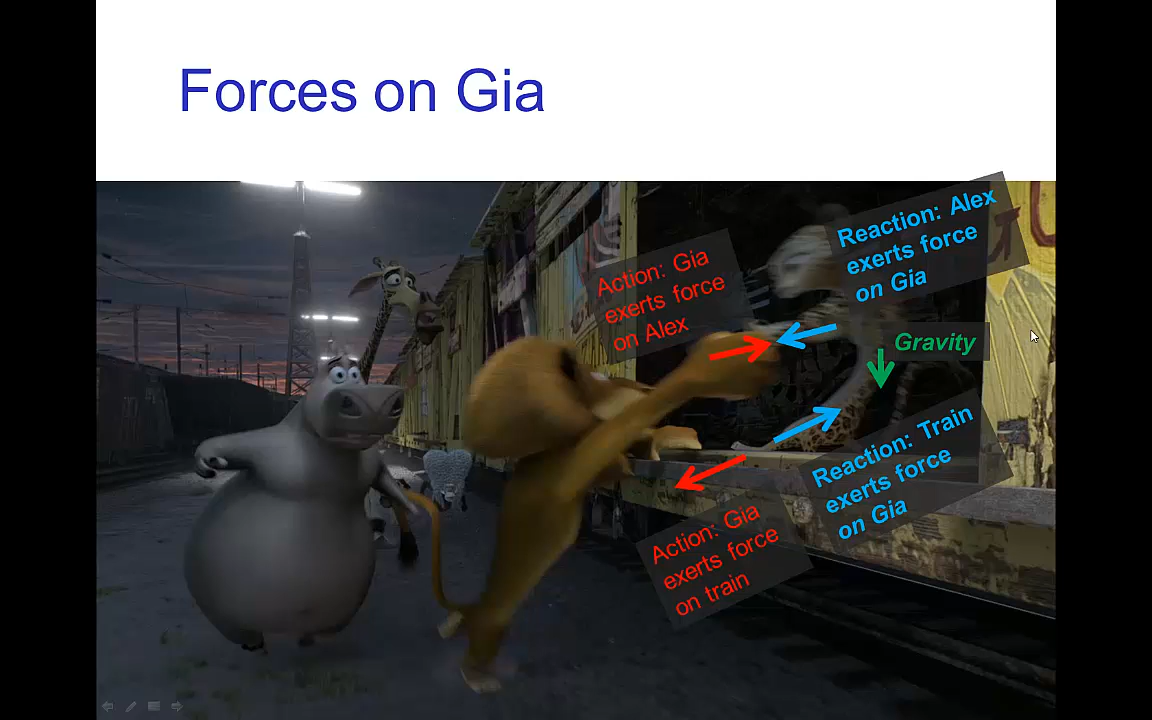 Forces on Gia
Action: Gia
exerts force
on Alex
Reaction: Alex
exerts force
on Gia
Gravity
Reaction: Train
exerts force
on Gia
Action: Gia
exerts force
on train